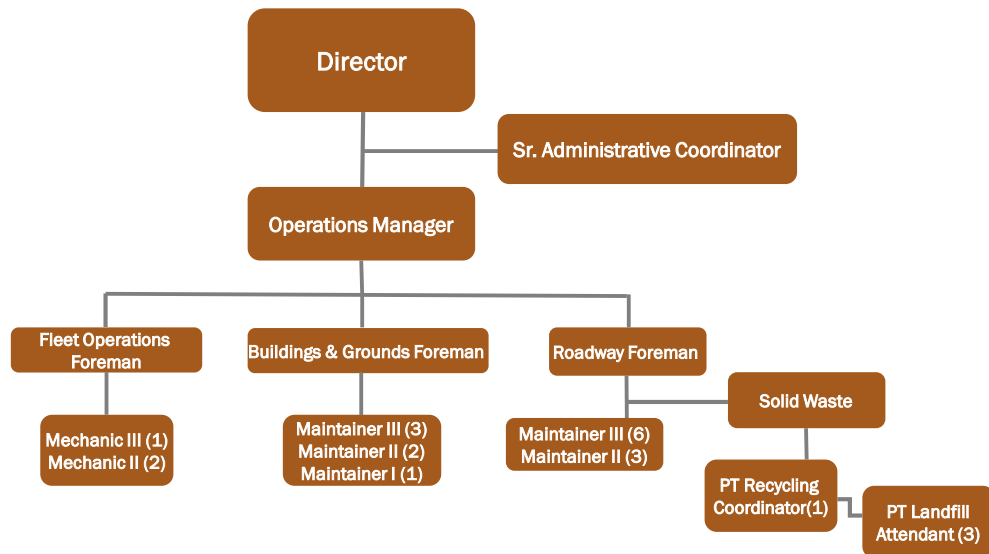 Director
Sr. Administrative Coordinator
Operations Manager
Fleet Operations
Foreman
Buildings & Grounds Foreman
Roadway Foreman
Solid Waste
Mechanic III (1)
Mechanic II (2)
Maintainer III (3)
Maintainer II (2)
Maintainer I (1)
Maintainer III (6)
Maintainer II (3)
PT Recycling
Coordinator(1)
PT Landfill
Attendant (3)